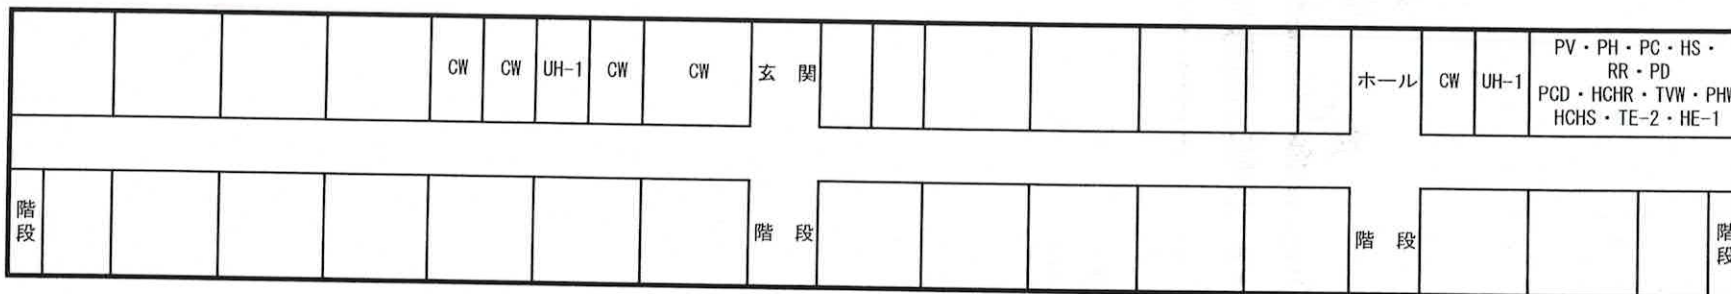 CW
CW
UH-1
CW
CW
玄 関
ホール
CW
UH-1
PV・PH・PC・HS・
RR・PD
PCD・HCHR・TVW・PHW
HCHS・TE-2・HE-1
階段
階 段
階 段
階段